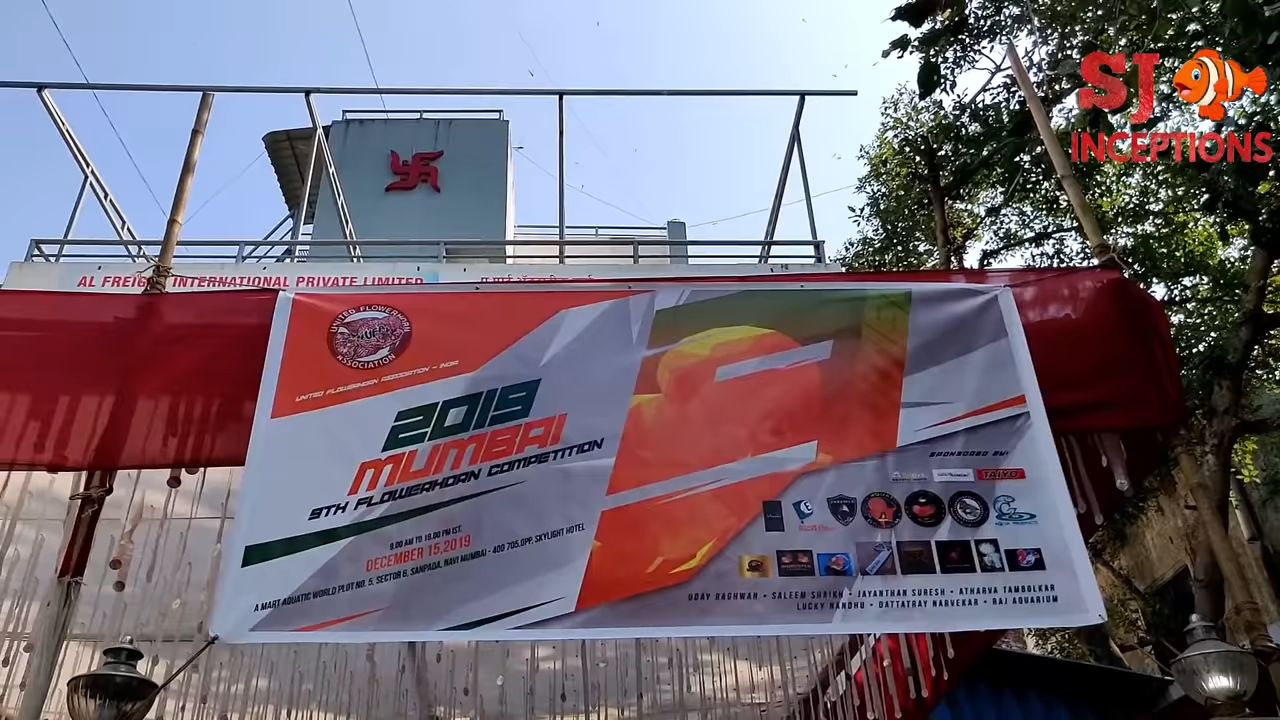 SJ
INCEPTIONS
AL FREIGHT INTERNATIONAL PRIVATE LIMITED
UNITED FLOWERHORN
ASSOCIATION
UNITED FLOWERHORN ASSOCIATION - INDIA
2019
MUMBAI
9TH FLOWERHORN COMPETITION
9.00 AM TO 18.00 PM IST.
DECEMBER 15,2019
A MART AQUATIC WORLD PLOT NO. 5, SECTOR 6, SANPADA, NAVI MUMBAI - 400 705.OPP. SKYLIGHT HOTEL
SPONSORED BY:
TAIYO
UDAY RAGHWAN • SALEEM SHAIKH • JAYANTHAN SURESH • ATHARVA TAMBOLKAR
LUCKY NANDHU • DATTATRAY NARVEKAR • RAJ AQUARIUM